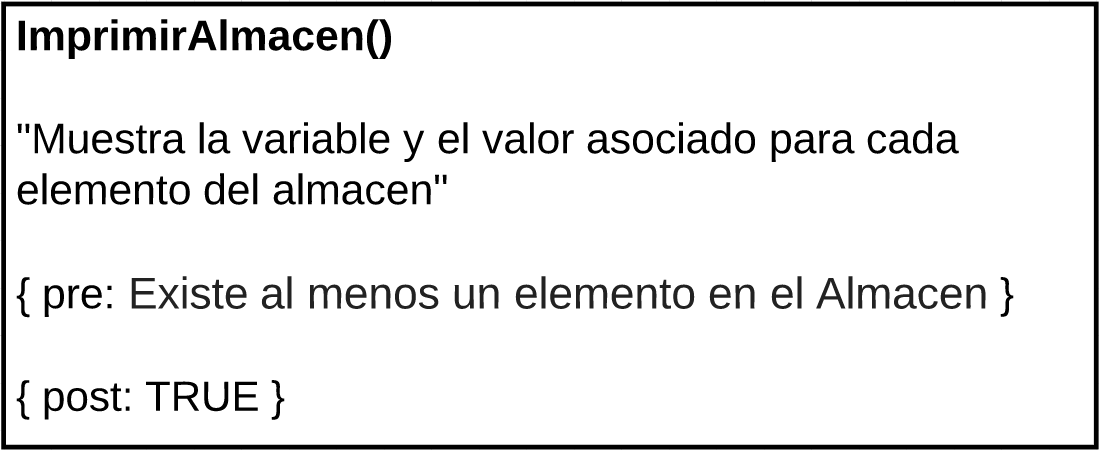 ImprimirAlmacen()
"Muestra la variable y el valor asociado para cada
elemento del almacen"
{ pre: Existe al menos un elemento en el Almacen }
{ post: TRUE }